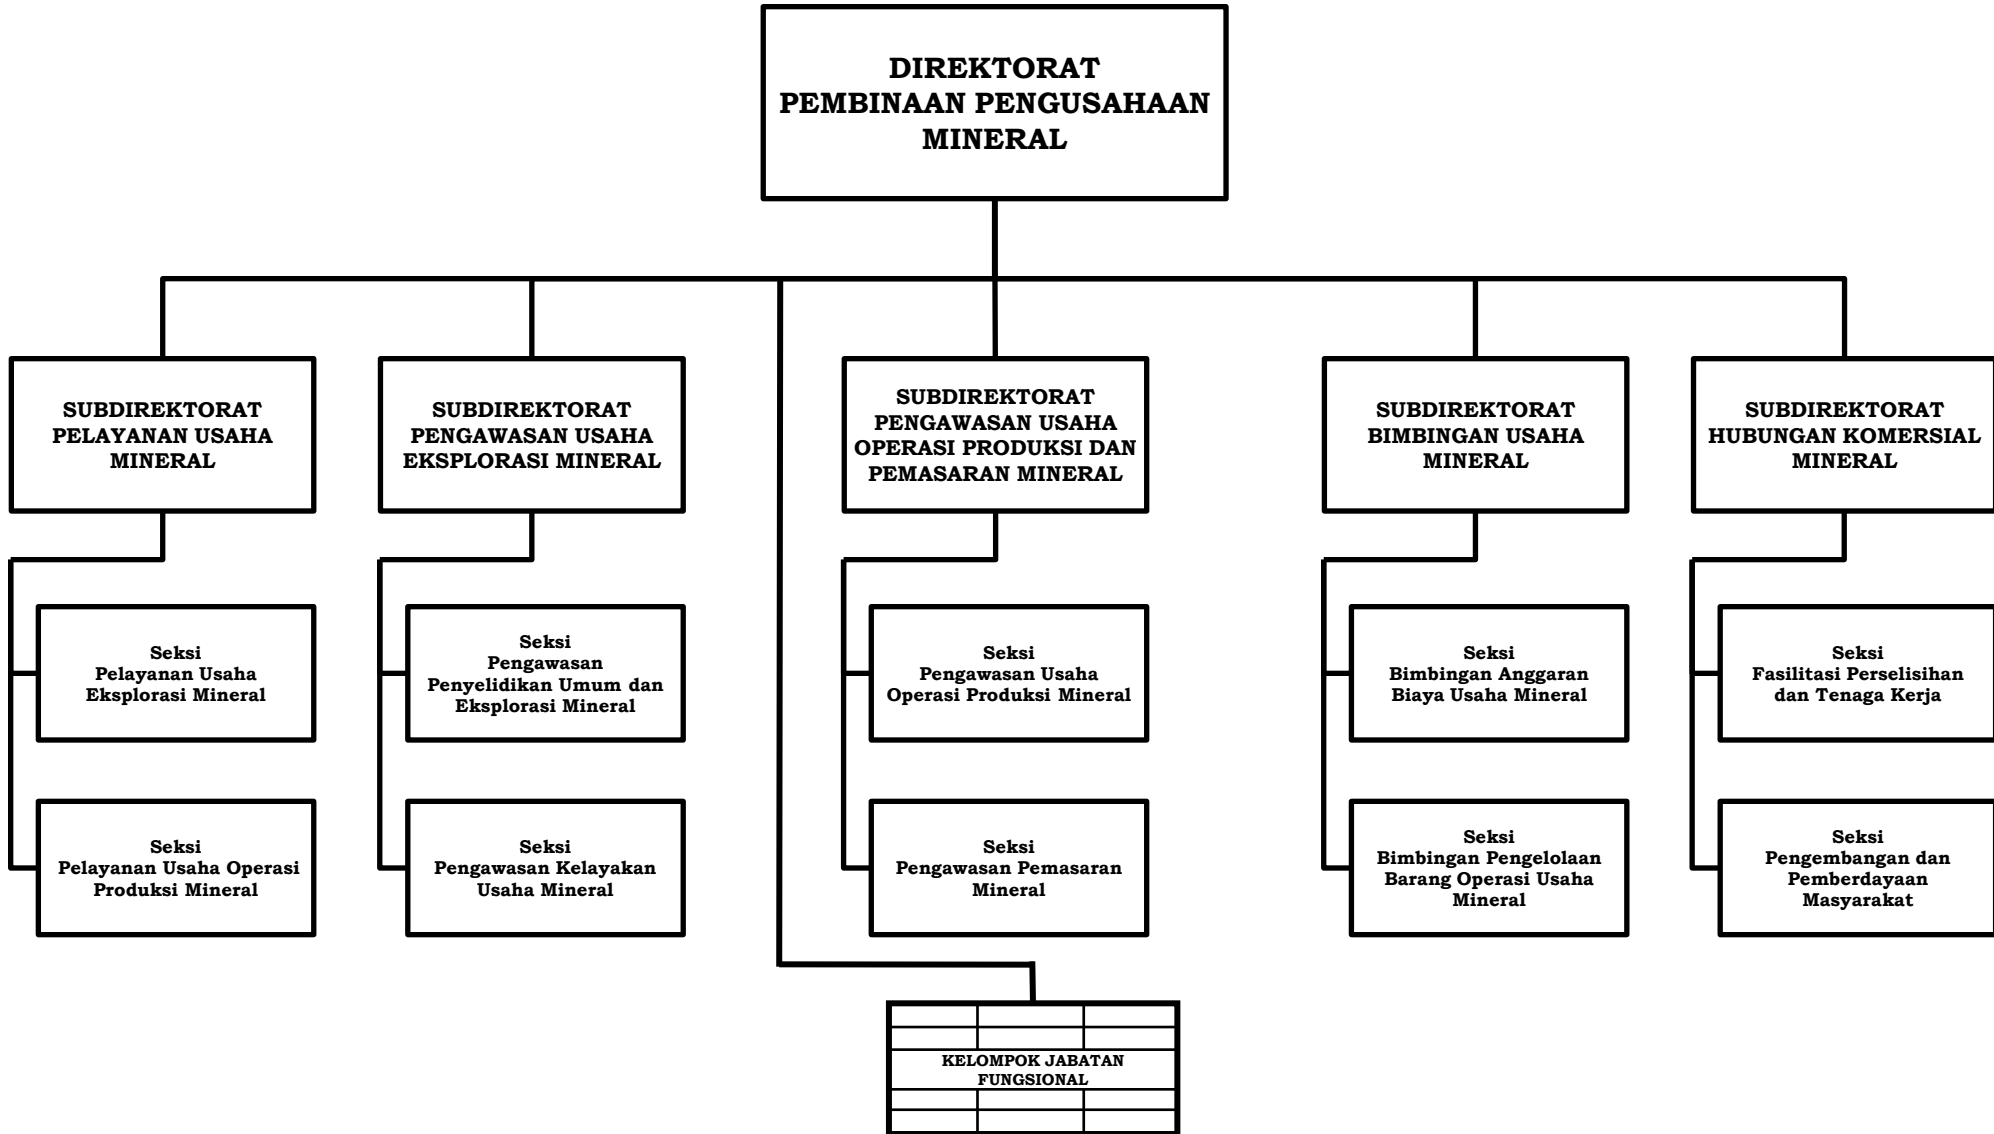 DIREKTORAT
PEMBINAAN PENGUSAHAAN
MINERAL
SUBDIREKTORAT
PELAYANAN USAHA
MINERAL
SUBDIREKTORAT
PENGAWASAN USAHA
EKSPLORASI MINERAL
SUBDIREKTORAT
PENGAWASAN USAHA
OPERASI PRODUKSI DAN
PEMASARAN MINERAL
SUBDIREKTORAT
BIMBINGAN USAHA
MINERAL
SUBDIREKTORAT
HUBUNGAN KOMERSIAL
MINERAL
Seksi
Pelayanan Usaha
Eksplorasi Mineral
Seksi
Pengawasan
Penyelidikan Umum dan
Eksplorasi Mineral
Seksi
Pengawasan Usaha
Operasi Produksi Mineral
Seksi
Bimbingan Anggaran
Biaya Usaha Mineral
Seksi
Fasilitasi Perselisihan
dan Tenaga Kerja
Seksi
Pelayanan Usaha Operasi
Produksi Mineral
Seksi
Pengawasan Kelayakan
Usaha Mineral
Seksi
Pengawasan Pemasaran
Mineral
Seksi
Bimbingan Pengelolaan
Barang Operasi Usaha
Mineral
Seksi
Pengembangan dan
Pemberdayaan
Masyarakat
KELOMPOK JABATAN
FUNGSIONAL